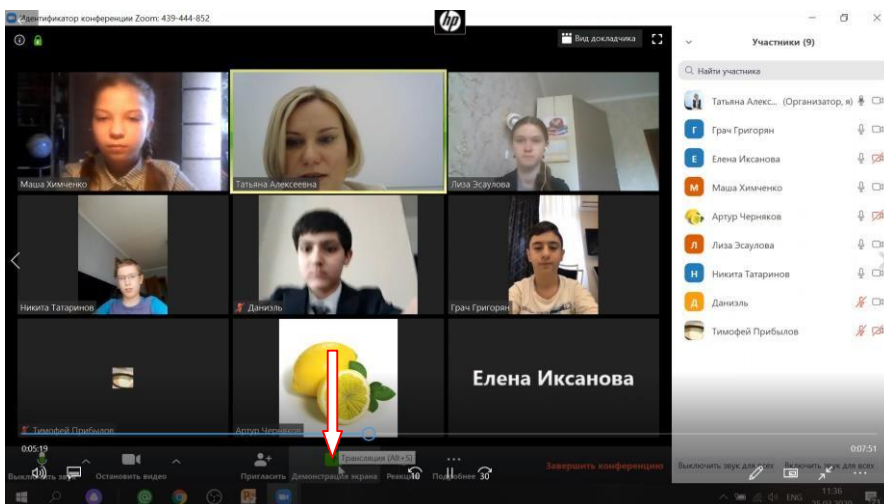 Идентификатор конференции Zoom: 439-444-852
hp
Вид докладчика
Участники (9)
Найти участника
Татьяна Алекс... (Организатор, я)
Г Грач Григорян
Е Елена Иксанова
М Маша Химченко
Артур Черняков
Л Лиза Эсаулова
Н Никита Татаринов
Д Даниэль
Тимофей Прибылов
Маша Химченко
Татьяна Алексеевна
Лиза Эсаулова
Никита Татаринов
Даниэль
Грач Григорян
Елена Иксанова
Тимофей Прибылов
Артур Черняков
0:05:19
0:07:51
Трансляция (Alt+S)
Выключить звук
Остановить видео
Пригласить
Демонстрация экрана
Реакции
10
Подробнее
30
Завершить конференцию
Выключить звук для всех
Включить звук для всех
ENG
11:36